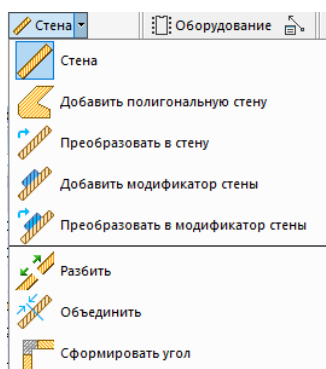 Стена Оборудование
Стена
Добавить полигональную стену
Преобразовать в стену
Добавить модификатор стены
Преобразовать в модификатор стены
Разбить
Объединить
Сформировать угол